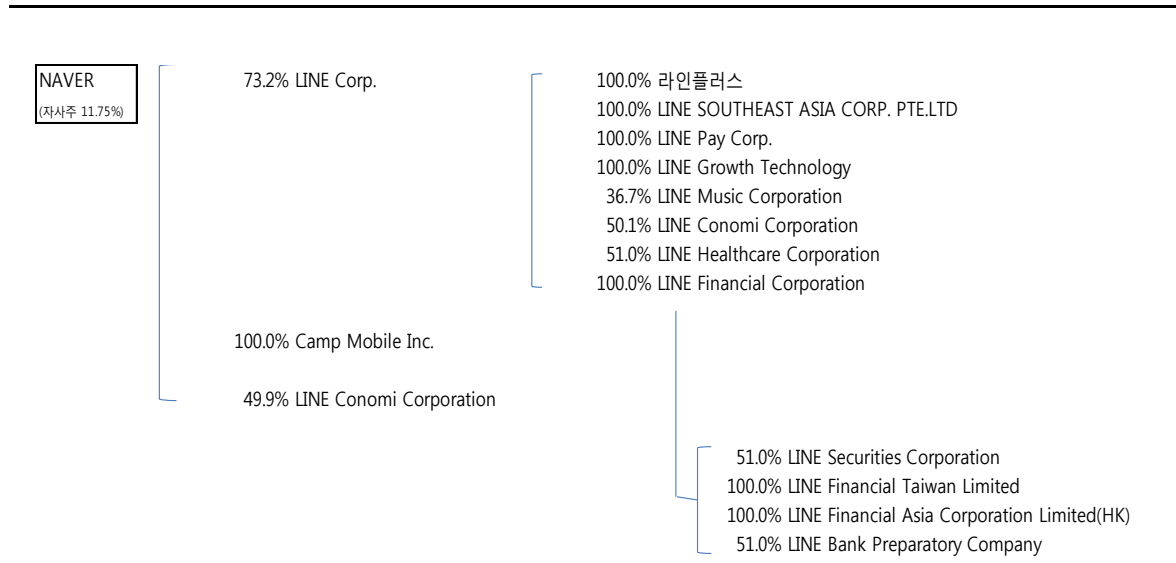 NAVER
(자사주 11.75%)
73.2% LINE Corp.
100.0% Camp Mobile Inc.
49.9% LINE Conomi Corporation
100.0% 라인플러스
100.0% LINE SOUTHEAST ASIA CORP. PTE.LTD
100.0% LINE Pay Corp.
100.0% LINE Growth Technology
36.7% LINE Music Corporation
50.1% LINE Conomi Corporation
51.0% LINE Healthcare Corporation
100.0% LINE Financial Corporation
51.0% LINE Securities Corporation
100.0% LINE Financial Taiwan Limited
100.0% LINE Financial Asia Corporation Limited(HK)
51.0% LINE Bank Preparatory Company